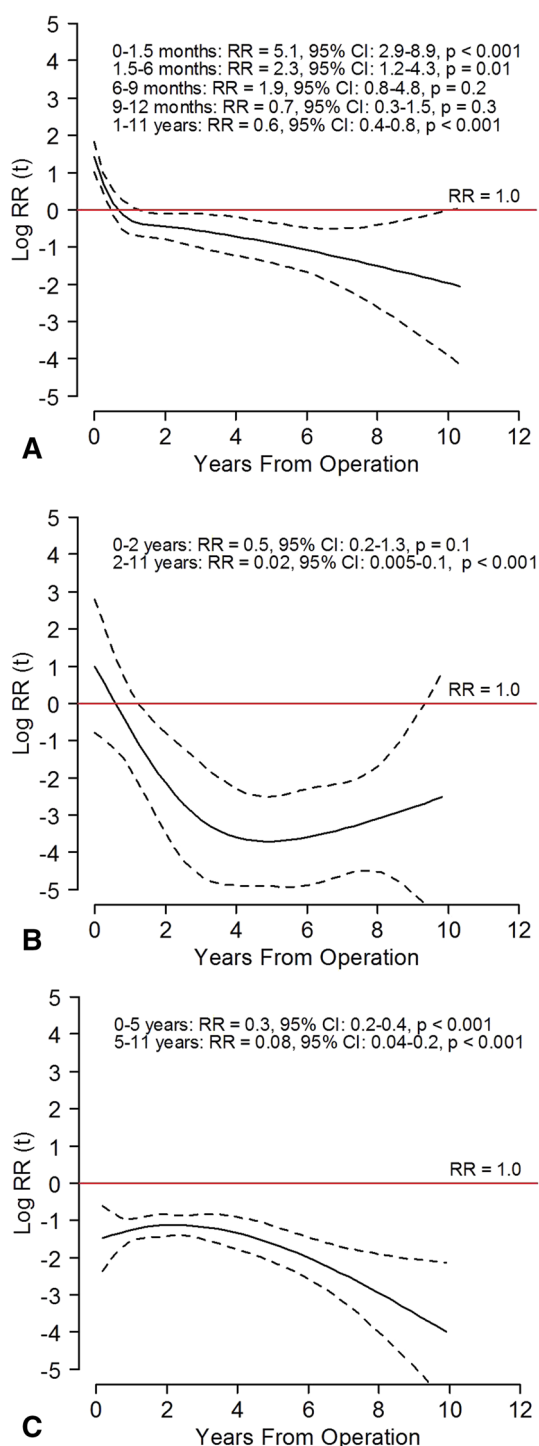 5
0-1.5 months: RR = 5.1, 95% CI: 2.9-8.9, p < 0.001
1.5-6 months: RR = 2.3, 95% CI: 1.2-4.3, p = 0.01
4
6-9 months: RR = 1.9, 95% CI: 0.8-4.8, p = 0.2
3
9-12 months: RR = 0.7, 95% CI: 0.3-1.5, p = 0.3
1-11 years: RR = 0.6, 95% CI: 0.4-0.8, p < 0.001
2
1
RR = 1.0
0
Log RR (t)
-1
-2
-3
-4
-5
0 2 4 6 8 10 12
A
Years From Operation
5
0-2 years: RR = 0.5, 95% CI: 0.2-1.3, p = 0.1
4
2-11 years: RR = 0.02, 95% CI: 0.005-0.1, p < 0.001
3
2
1
RR = 1.0
0
Log RR (t)
-1
-2
-3
-4
-5
0 2 4 6 8 10 12
B
Years From Operation
5
0-5 years: RR = 0.3, 95% CI: 0.2-0.4, p < 0.001
5-11 years: RR = 0.08, 95% CI: 0.04-0.2, p < 0.001
4
3
2
1
RR = 1.0
0
Log RR (t)
-1
-2
-3
-4
-5
0 2 4 6 8 10 12
C
Years From Operation